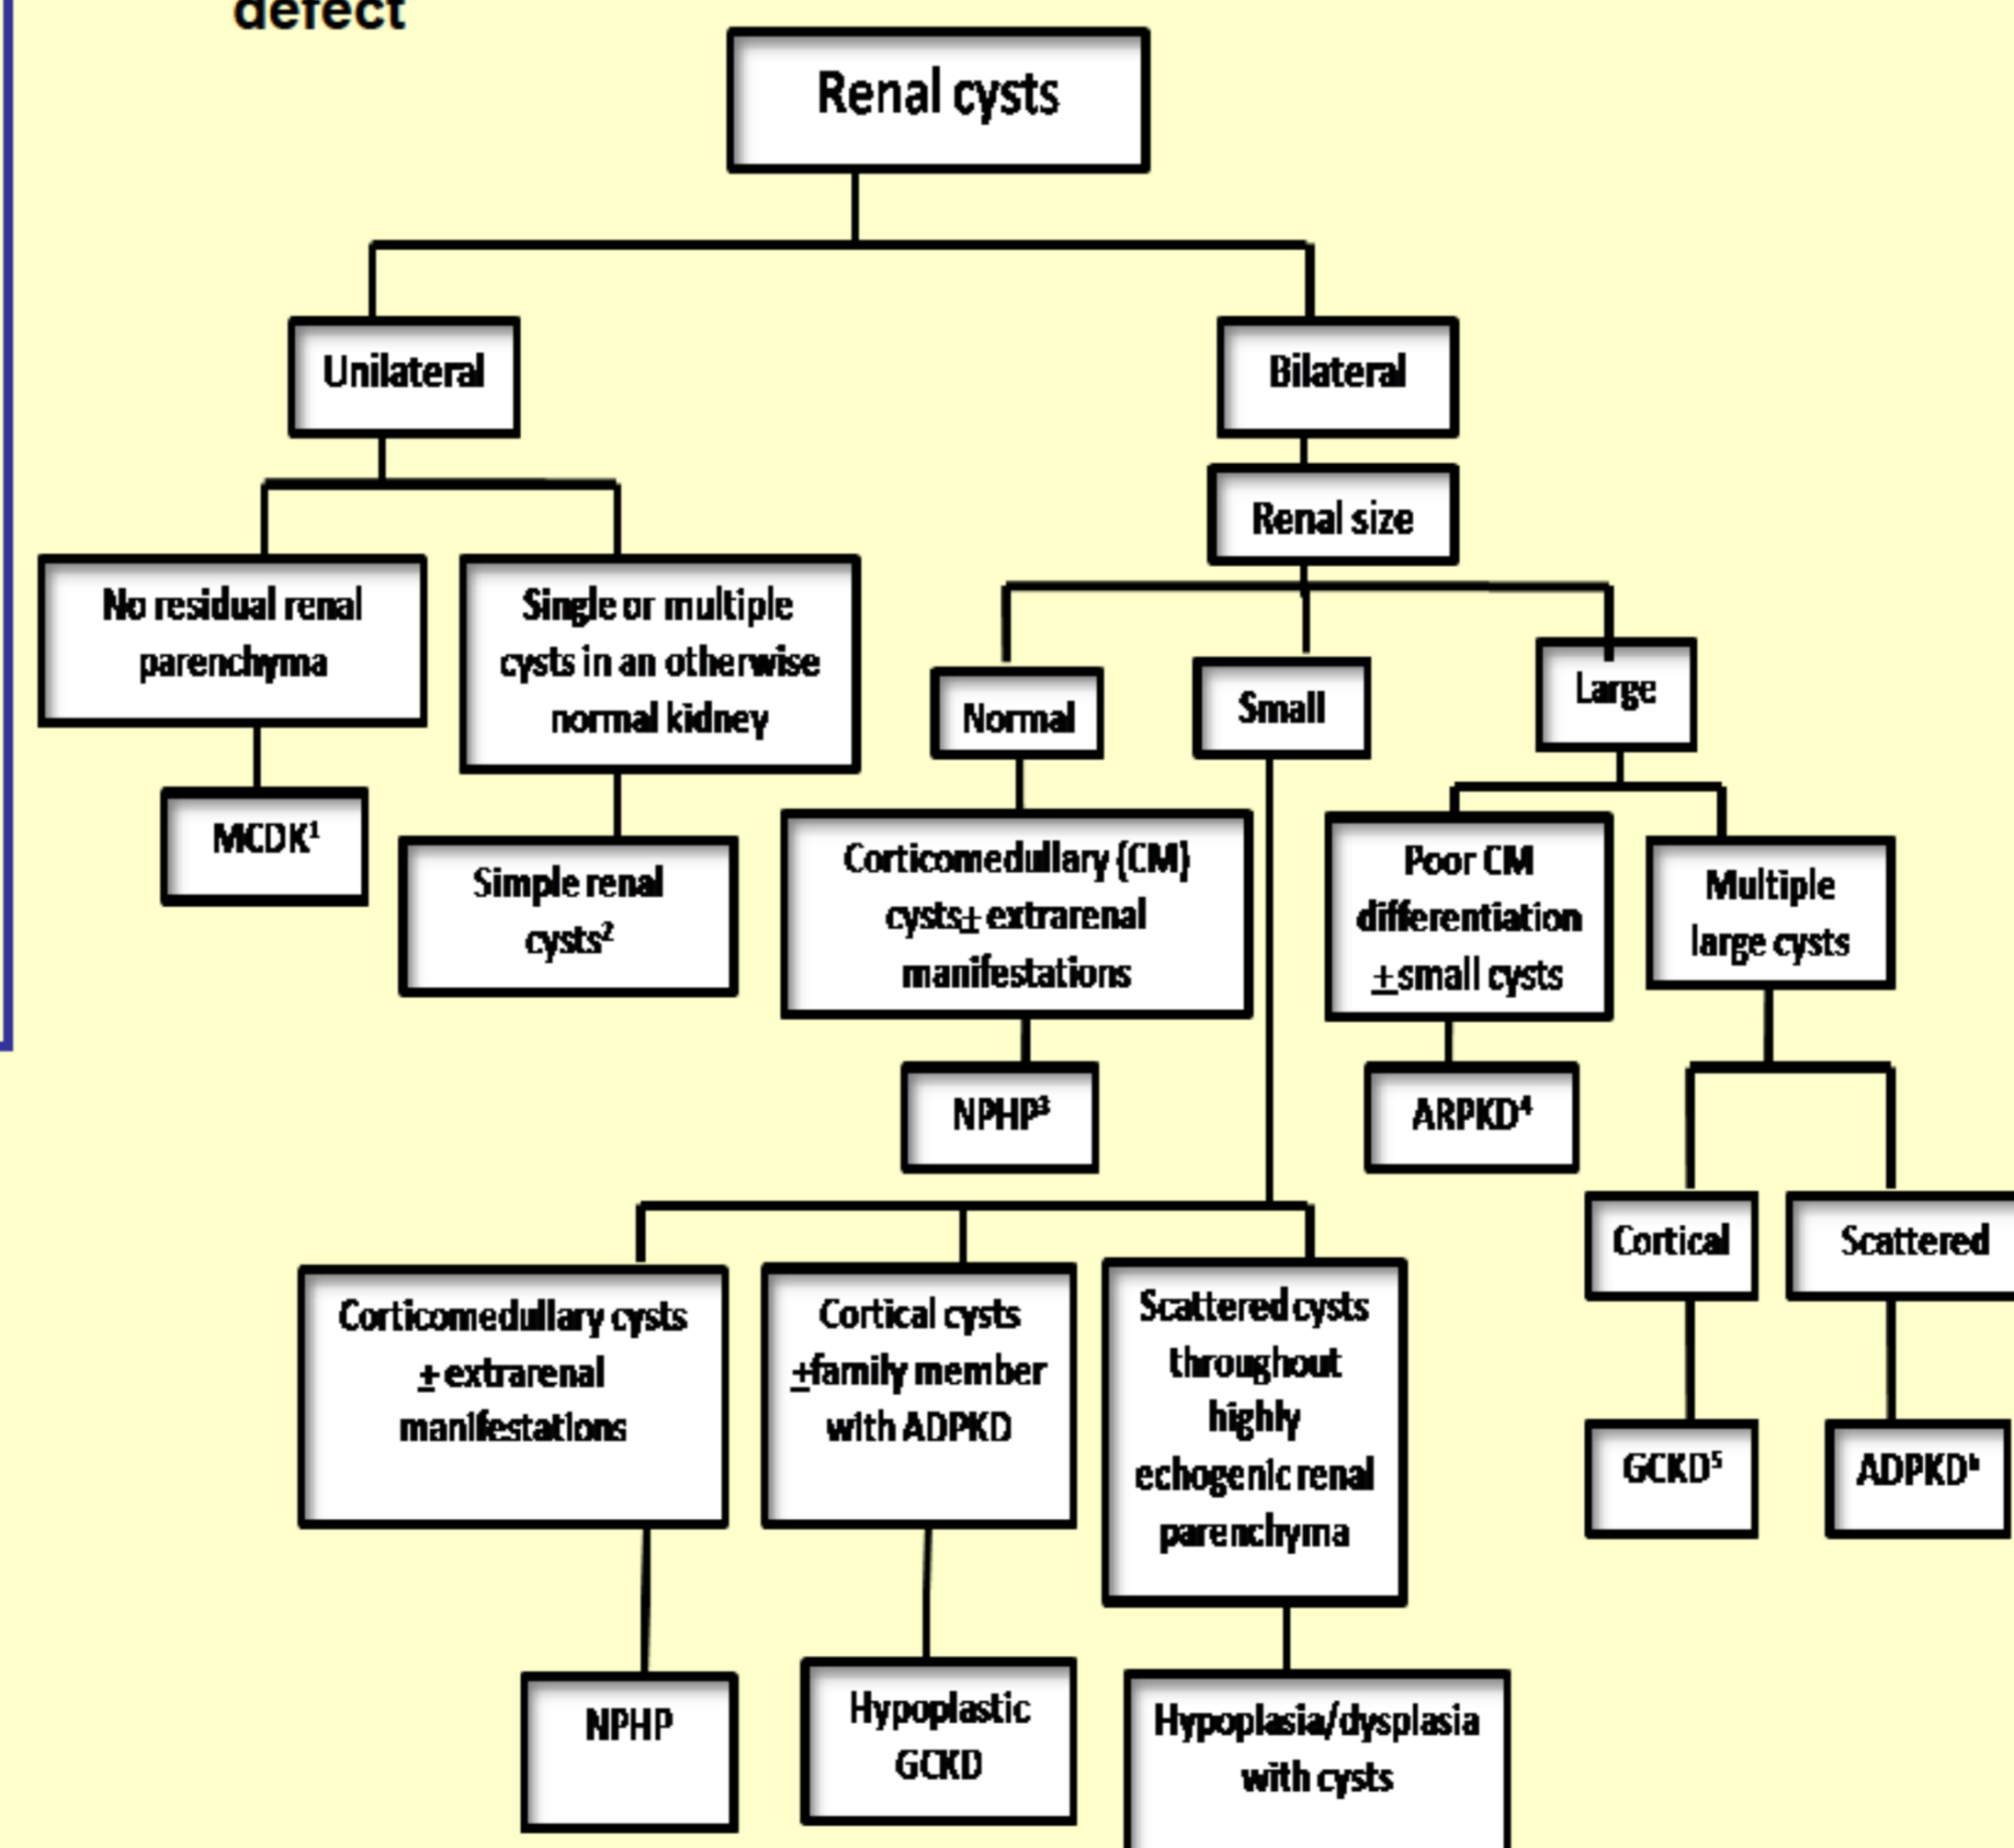 defect
Renal cysts
Unilateral
Bilateral
Renal size
No residual renal
parenchyma
Single or multiple
cysts in an otherwise
normal kidney
Normal
Small
Large
MCDK¹
Simple renal
cysts²
Corticomedullary (CM)
cysts± extrarenal
manifestations
Poor CM
differentiation
±small cysts
Multiple
large cysts
NPHP³
ARPKD⁴
Cortical
Scattered
Corticomedullary cysts
± extrarenal
manifestations
Cortical cysts
±family member
with ADPKD
Scattered cysts
throughout
highly
echogenic renal
parenchyma
GCKD⁵
ADPKD⁶
NPHP
Hypoplastic
GCKD
Hypoplasia/dysplasia
with cysts